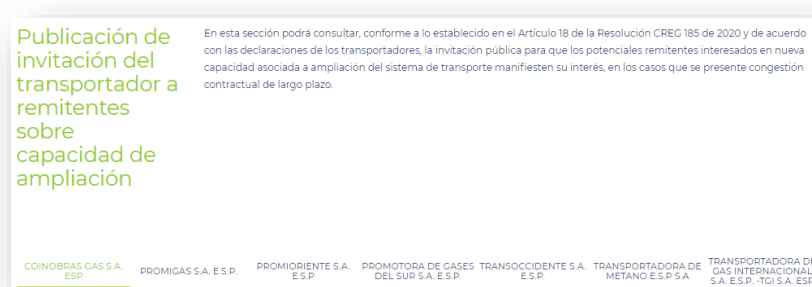 Publicación de
invitación del
transportador a
remitentes
sobre
capacidad de
ampliación
En esta sección podrá consultar, conforme a lo establecido en el Artículo 18 de la Resolución CREG 185 de 2020 y de acuerdo
con las declaraciones de los transportadores, la invitación pública para que los potenciales remitentes interesados en nueva
capacidad asociada a ampliación del sistema de transporte manifiesten su interés, en los casos que se presente congestión
contractual de largo plazo.
COINOBRAS GAS S.A.
ESP
PROMIGAS S.A. E.S.P.
PROMIORIENTE S.A.
E.S.P
PROMOTORA DE GASES
DEL SUR S.A. E.S.P.
TRANSOCCIDENTE S.A.
E.S.P.
TRANSPORTADORA DE
METANO E.S.P S.A
TRANSPORTADORA DE
GAS INTERNACIONAL
S.A. E.S.P. -TGI S.A. ESP